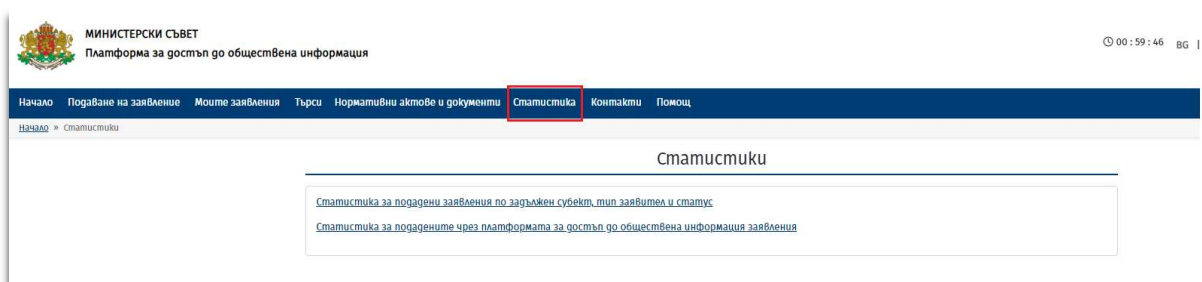 МИНИСТЕРСКИ СЪВЕТ
Платформа за достъп до обществена информация
00 : 59 : 46 BG |
Начало Подаване на заявление Моите заявления Търси Нормативни актове и документи Статистика Контакти Помощ
Начало » Статистики
Статистики
Статистика за подадени заявления по задължен субект, тип заявител и статус
Статистика за подадените чрез платформата за достъп до обществена информация заявления